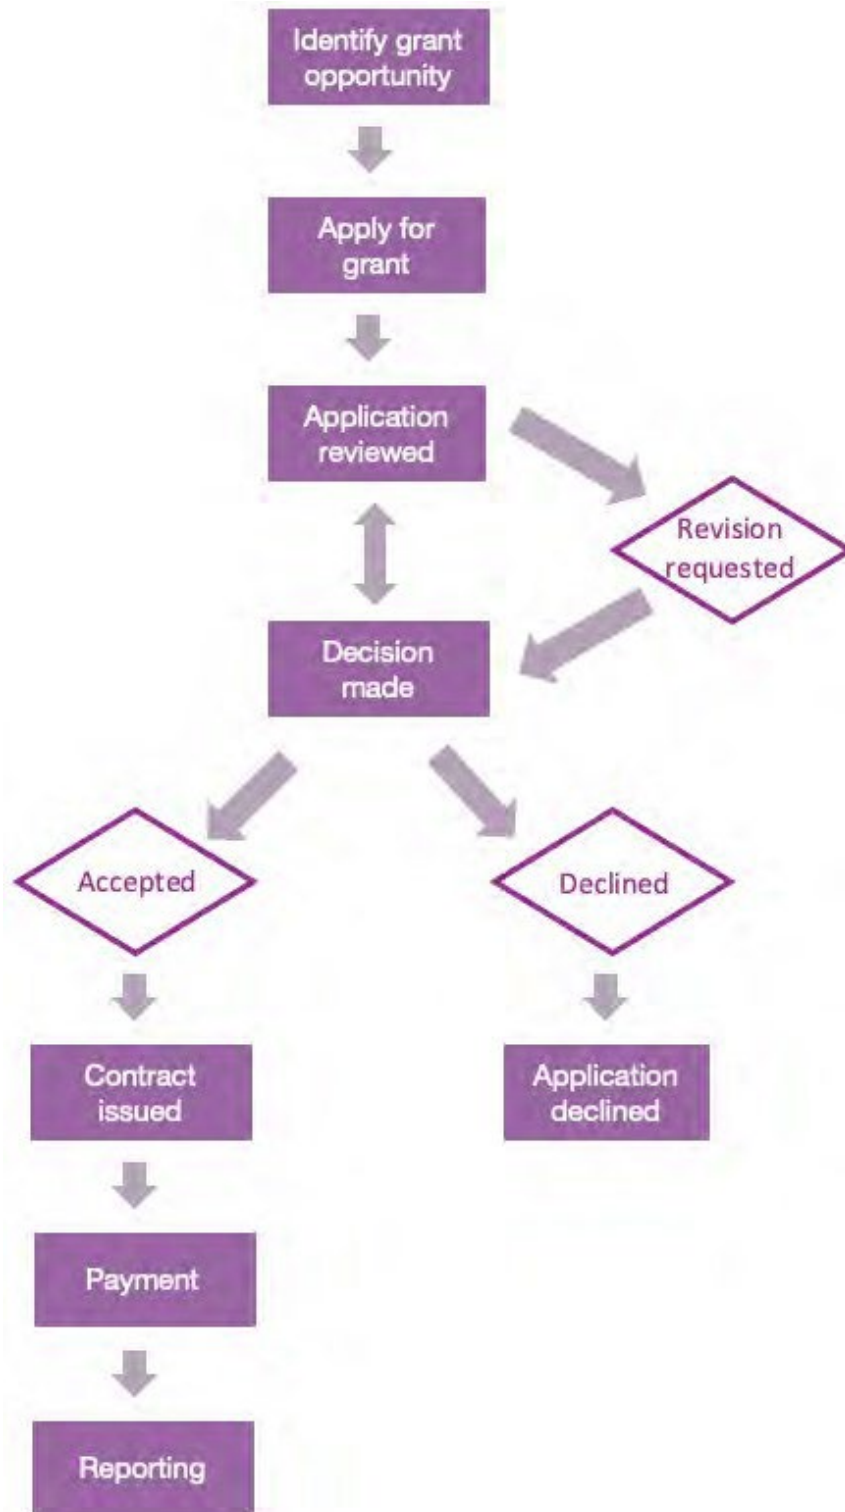 Identify grant
opportunity
Apply for
grant
Application
reviewed
Revision
requested
Decision
made
Accepted
Declined
Contract
issued
Application
declined
Payment
Reporting